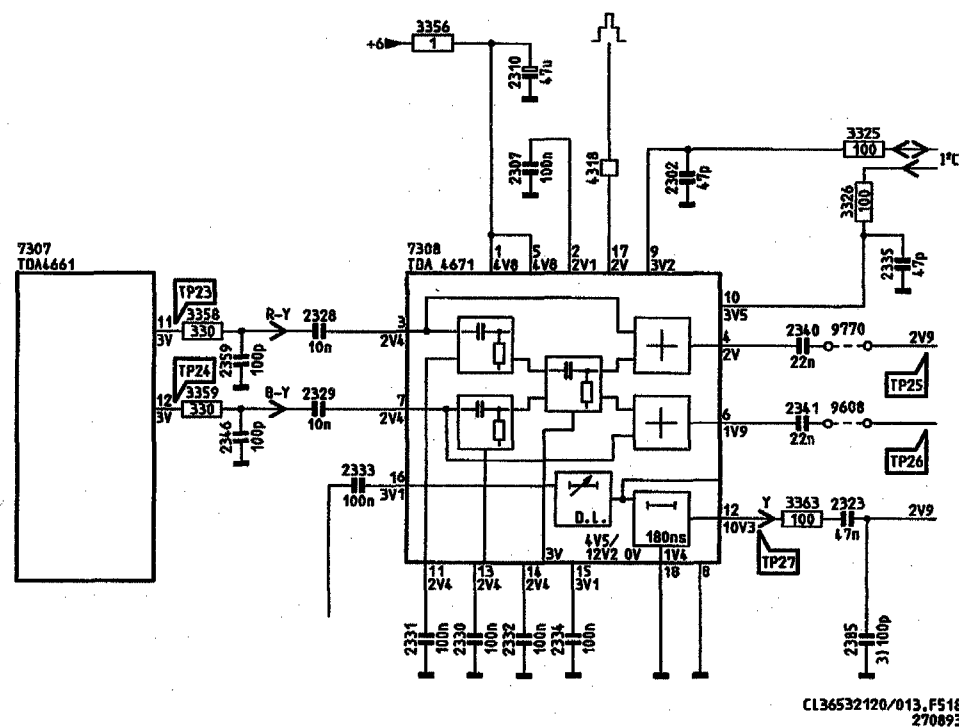 3356
+6
1
2310
47u
2307
100n
4318
2302
47p
3325
100
I²C
3326
100
2335
47p
7307
TDA4661
7308
TDA 4671
1
4V8
5
4V8
2
2V1
17
2V
9
3V2
10
3V5
TP23
11
3V
3358
330
2359
100p
R-Y
2328
10n
3
2V4
4
2V
2340
22n
9770
2V9
TP25
TP24
12
3V
3359
330
2346
100p
B-Y
2329
10n
7
2V4
6
1V9
2341
22n
9608
TP26
2333
100n
16
3V1
D.L.
180ns
12
10V3
Y
3363
100
2323
47n
2V9
TP27
3V
4V5/
12V2
0V
1V4
11
2V4
13
2V4
14
2V4
15
3V1
18
8
2331
100n
2330
100n
2332
100n
2334
100n
2385
3) 100p
CL36532120/013.F518
270893